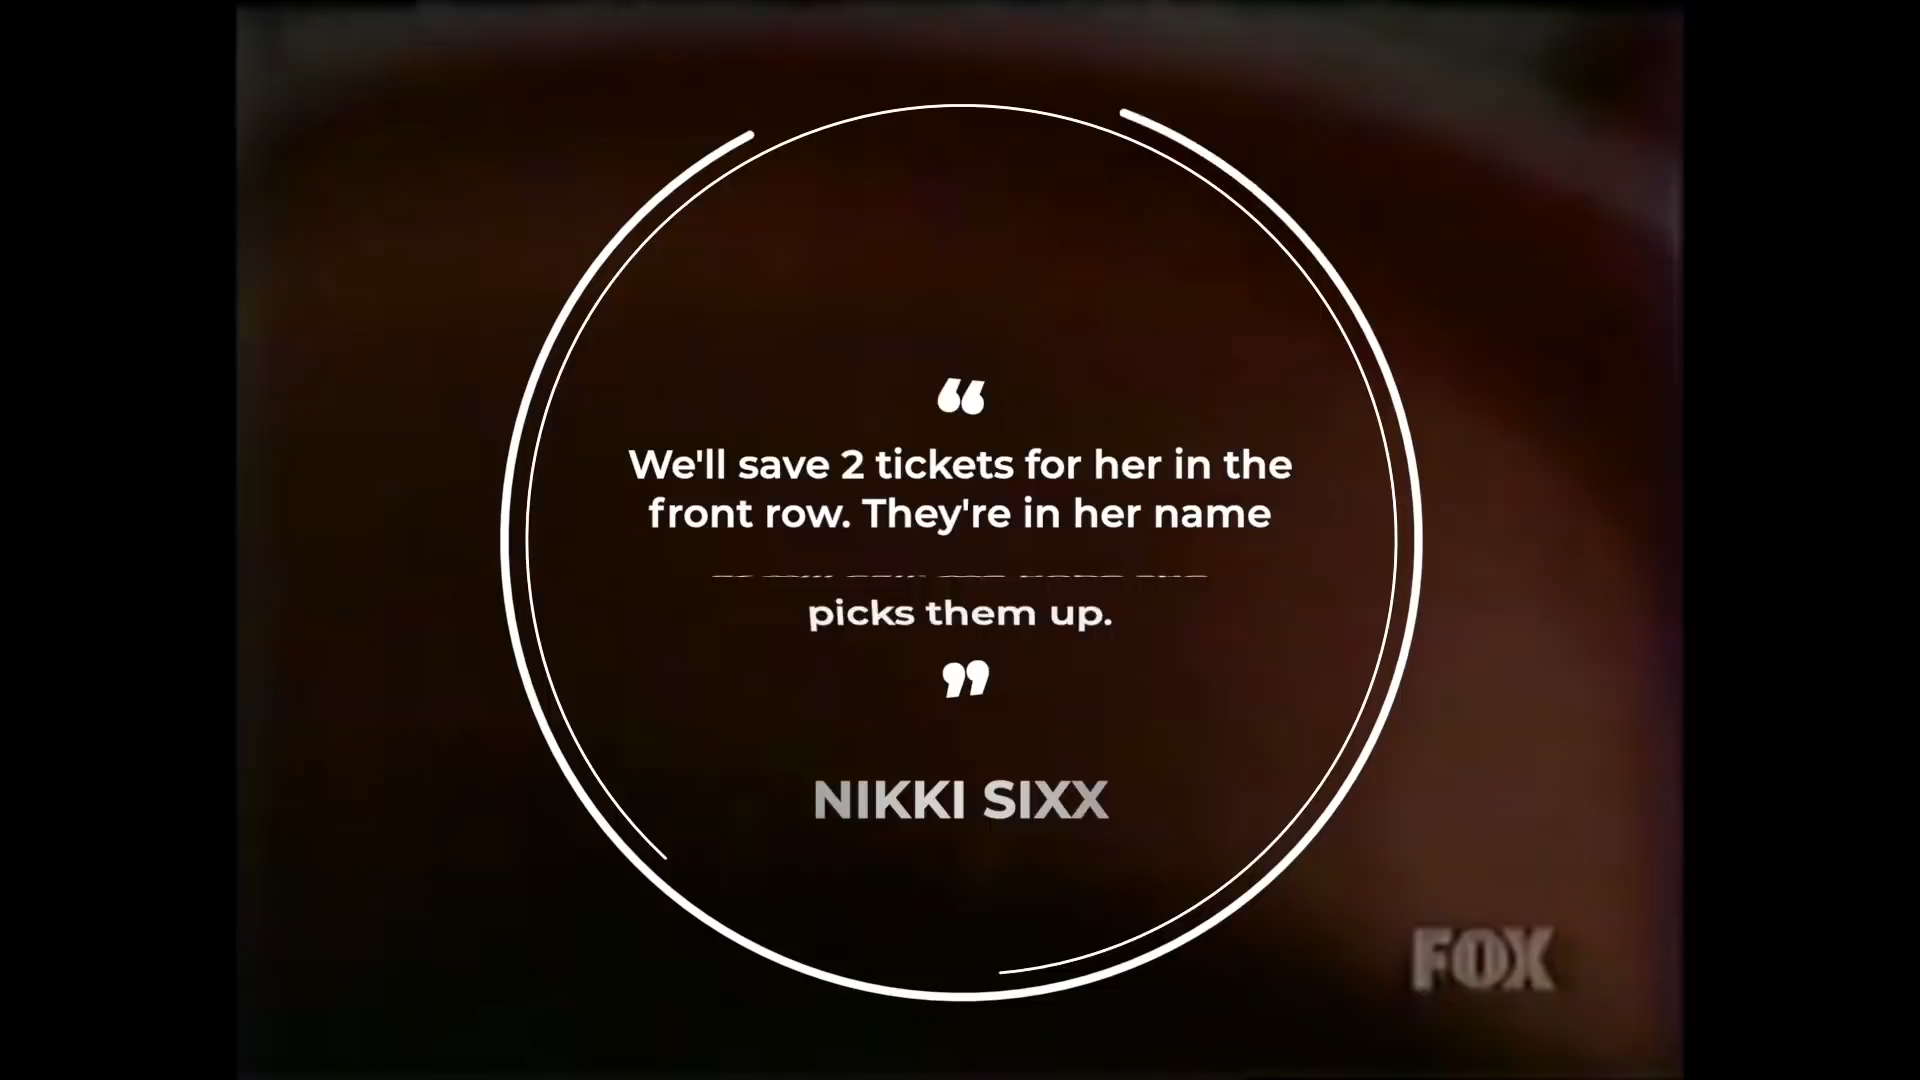 “
We'll save 2 tickets for her in the
front row. They're in her name
picks them up.
”
NIKKI SIXX
FOX